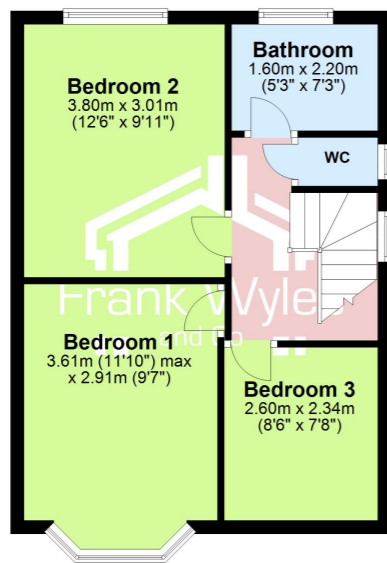 Bedroom 2
3.80m x 3.01m
(12'6" x 9'11")
Bathroom
1.60m x 2.20m
(5'3" x 7'3")
WC
Frank Wyles
and Co
Bedroom 1
3.61m (11'10") max
x 2.91m (9'7")
Bedroom 3
2.60m x 2.34m
(8'6" x 7'8")